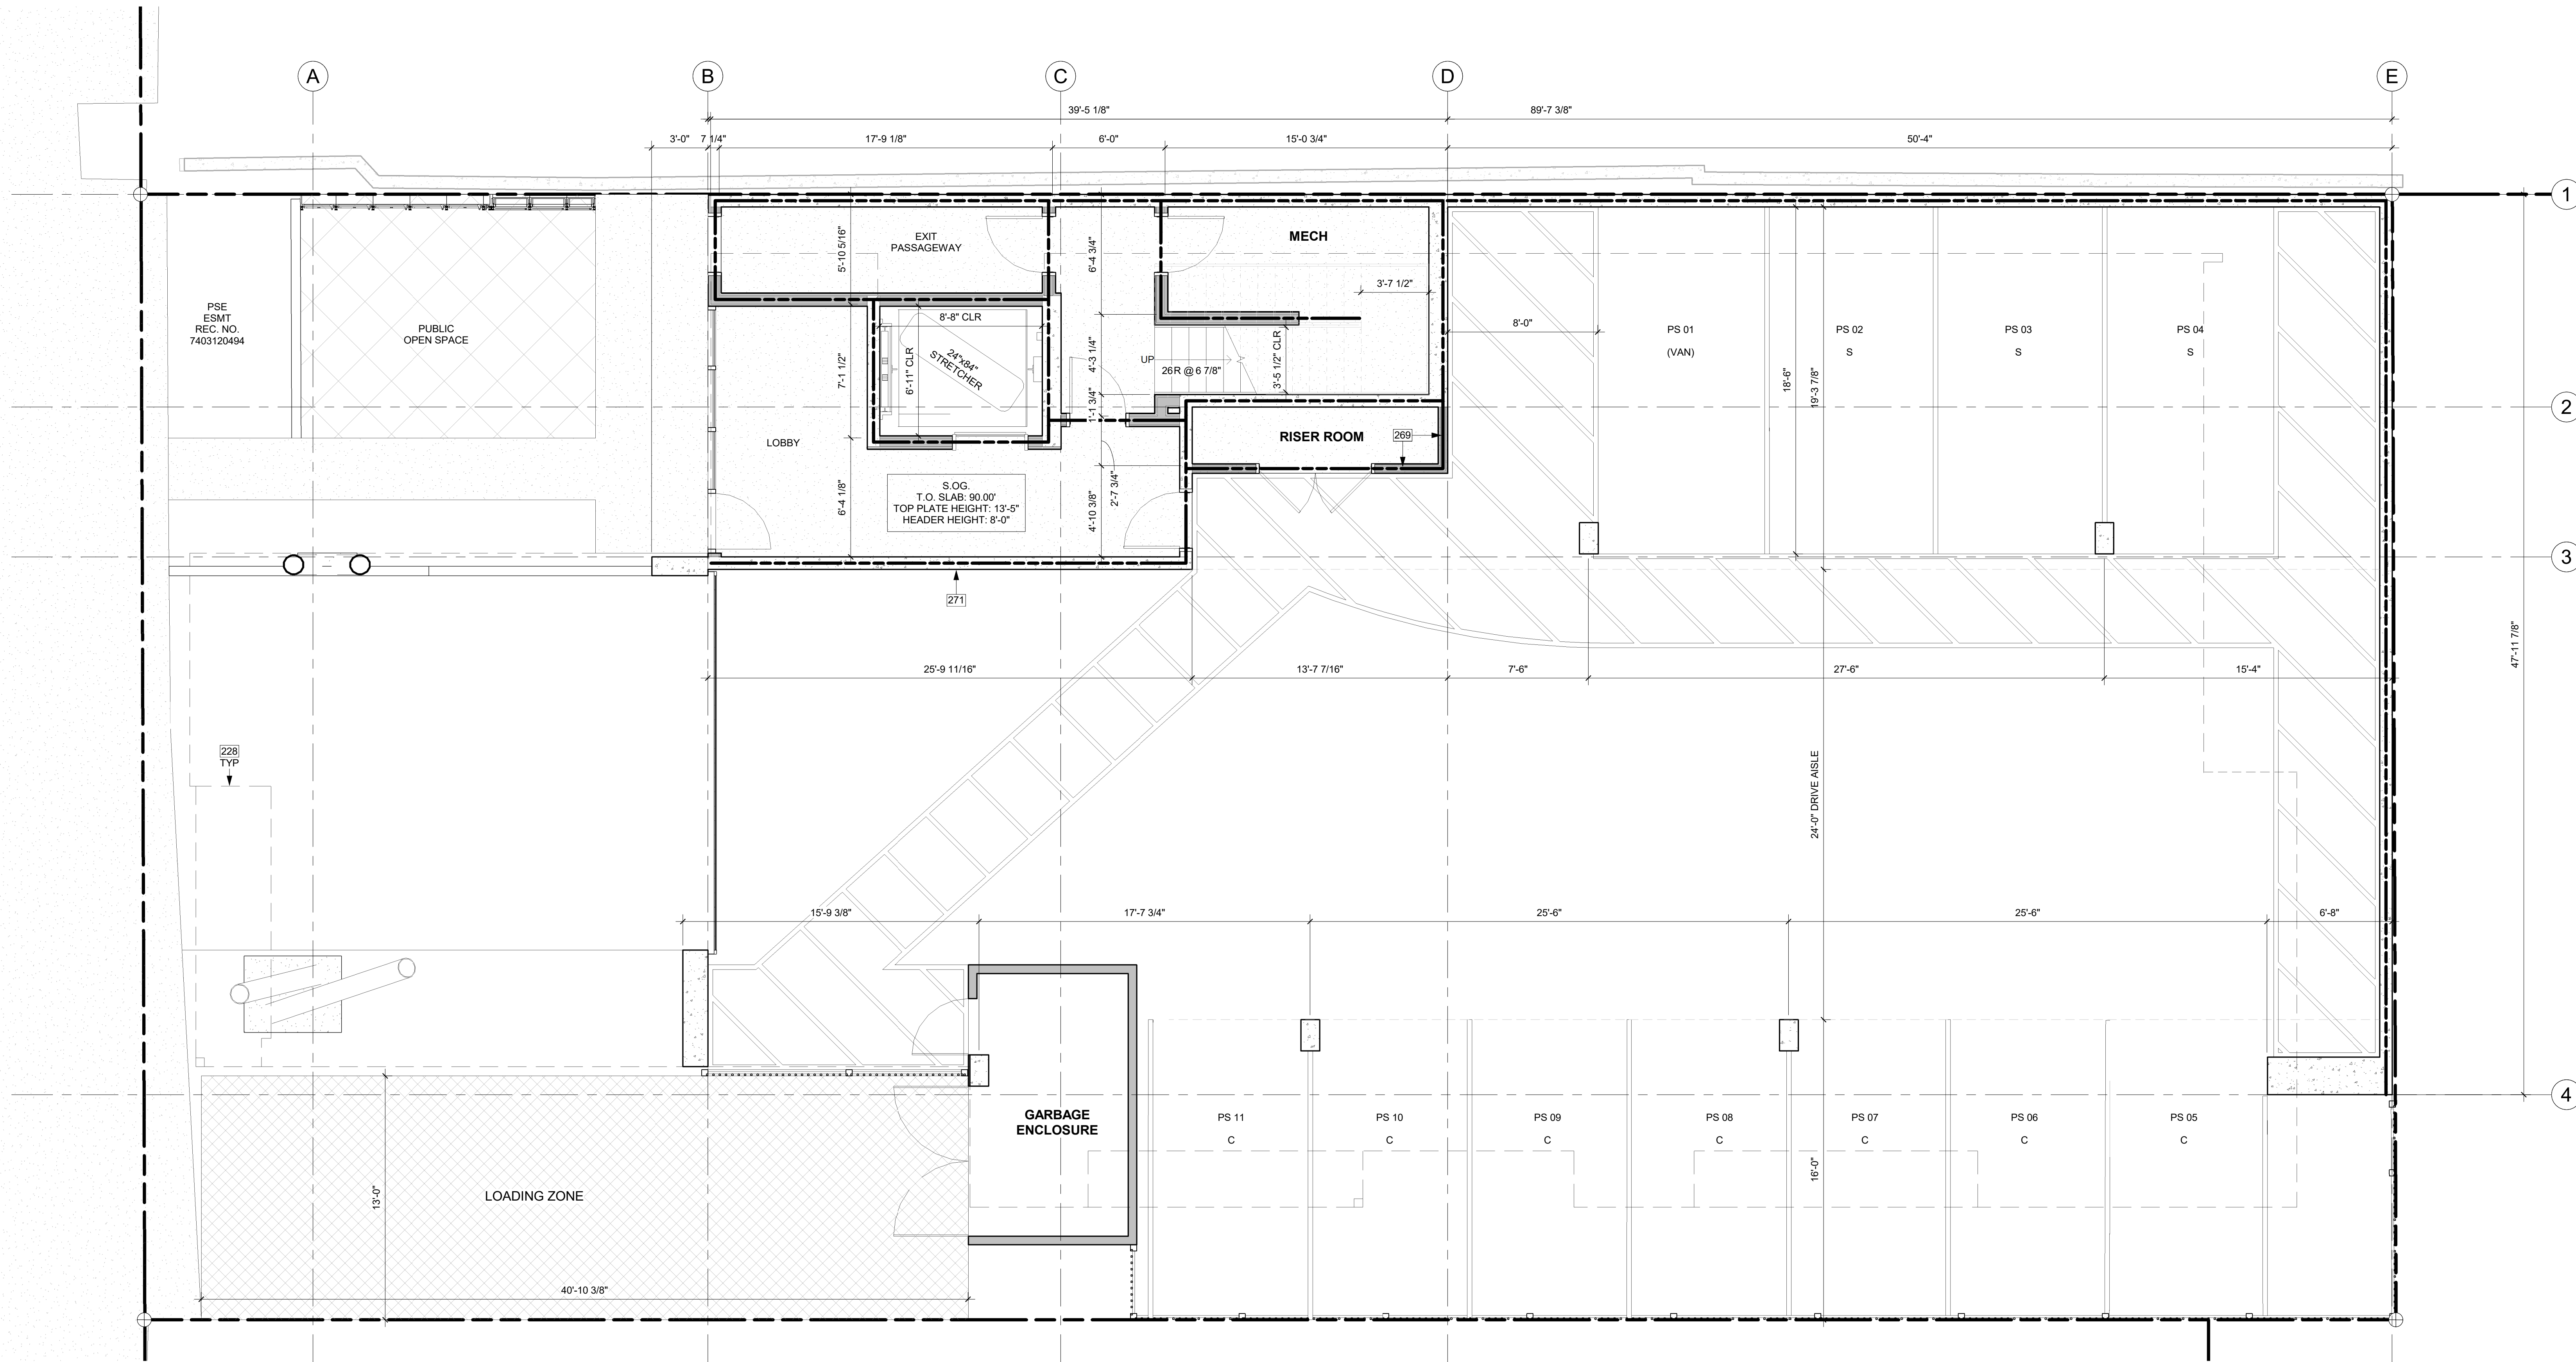 A
B
C
D
E
39'-5 1/8"
89'-7 3/8"
3'-0"
7 1/4"
17'-9 1/8"
6'-0"
15'-0 3/4"
50'-4"
1
EXIT
PASSAGEWAY
MECH
5'-10 5/16"
6'-4 3/4"
3'-7 1/2"
PSE
ESMT
REC. NO.
7403120494
PUBLIC
OPEN SPACE
8'-8" CLR
8'-0"
PS 01
(VAN)
PS 02
S
PS 03
S
PS 04
S
24"x84"
STRETCHER
6'-11" CLR
7'-1 1/2"
4'-3 1/4"
UP
26R @ 6 7/8"
3'-5 1/2" CLR.
18'-6"
19'-3 7/8"
1'-1 3/4"
2
LOBBY
RISER ROOM
269
S.OG.
T.O. SLAB: 90.00'
TOP PLATE HEIGHT: 13'-5"
HEADER HEIGHT: 8'-0"
6'-4 1/8"
4'-10 3/8"
2'-7 3/4"
3
271
47'-11 7/8"
25'-9 11/16"
13'-7 7/16"
7'-6"
27'-6"
15'-4"
228
TYP
24'-0" DRIVE AISLE
15'-9 3/8"
17'-7 3/4"
25'-6"
25'-6"
6'-8"
4
GARBAGE
ENCLOSURE
PS 11
C
PS 10
C
PS 09
C
PS 08
C
PS 07
C
PS 06
C
PS 05
C
16'-0"
13'-0"
LOADING ZONE
40'-10 3/8"